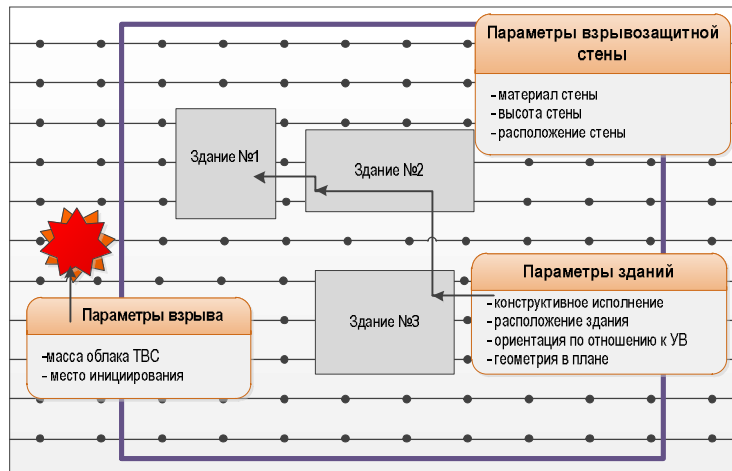 Параметры взрывозащитной
стены
- материал стены
- высота стены
- расположение стены
Здание №1
Здание №2
Здание №3
Параметры зданий
-конструктивное исполнение
- расположение здания
- ориентация по отношению к УВ
- геометрия в плане
Параметры взрыва
-масса облака ТВС
- место инициирования